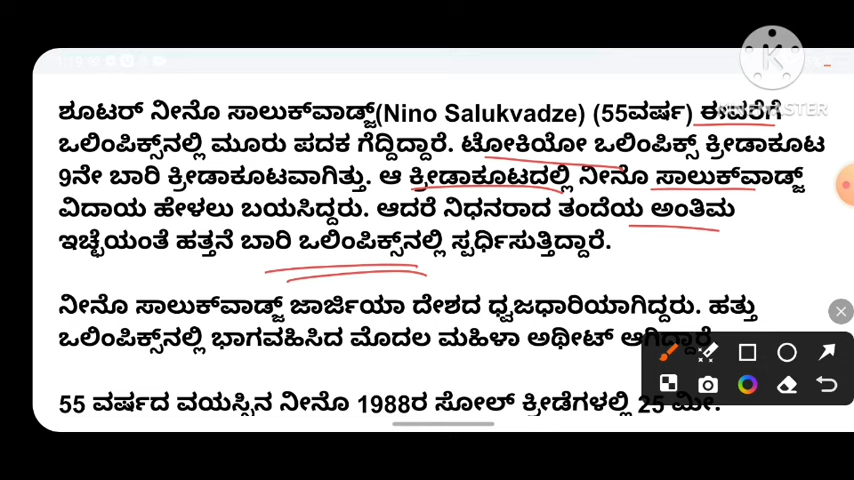 K
KINEMASTER
ಶೂಟರ್ ನೀನೊ ಸಾಲುಕ್‌ವಾಡ್ಜ್(Nino Salukvadze) (55ವರ್ಷ) ಈವರೆಗೆ
ಒಲಿಂಪಿಕ್ಸ್‌ನಲ್ಲಿ ಮೂರು ಪದಕ ಗೆದ್ದಿದ್ದಾರೆ. ಟೋಕಿಯೋ ಒಲಿಂಪಿಕ್ಸ್ ಕ್ರೀಡಾಕೂಟ
9ನೇ ಬಾರಿ ಕ್ರೀಡಾಕೂಟವಾಗಿತ್ತು. ಆ ಕ್ರೀಡಾಕೂಟದಲ್ಲಿ ನೀನೊ ಸಾಲುಕ್‌ವಾಡ್ಜ್
ವಿದಾಯ ಹೇಳಲು ಬಯಸಿದ್ದರು. ಆದರೆ ನಿಧನರಾದ ತಂದೆಯ ಅಂತಿಮ
ಇಚ್ಛೆಯಂತೆ ಹತ್ತನೆ ಬಾರಿ ಒಲಿಂಪಿಕ್ಸ್‌ನಲ್ಲಿ ಸ್ಪರ್ಧಿಸುತ್ತಿದ್ದಾರೆ.
ನೀನೊ ಸಾಲುಕ್‌ವಾಡ್ಜ್ ಜಾರ್ಜಿಯಾ ದೇಶದ ಧ್ವಜಧಾರಿಯಾಗಿದ್ದರು. ಹತ್ತು
ಒಲಿಂಪಿಕ್ಸ್‌ನಲ್ಲಿ ಭಾಗವಹಿಸಿದ ಮೊದಲ ಮಹಿಳಾ ಅಥೀಟ್ ಆಗಿದ್ದಾರೆ
55 ವರ್ಷದ ವಯಸ್ಸಿನ ನೀನೊ 1988ರ ಸೋಲ್ ಕ್ರೀಡೆಗಳಲ್ಲಿ 25 ಮೀ.